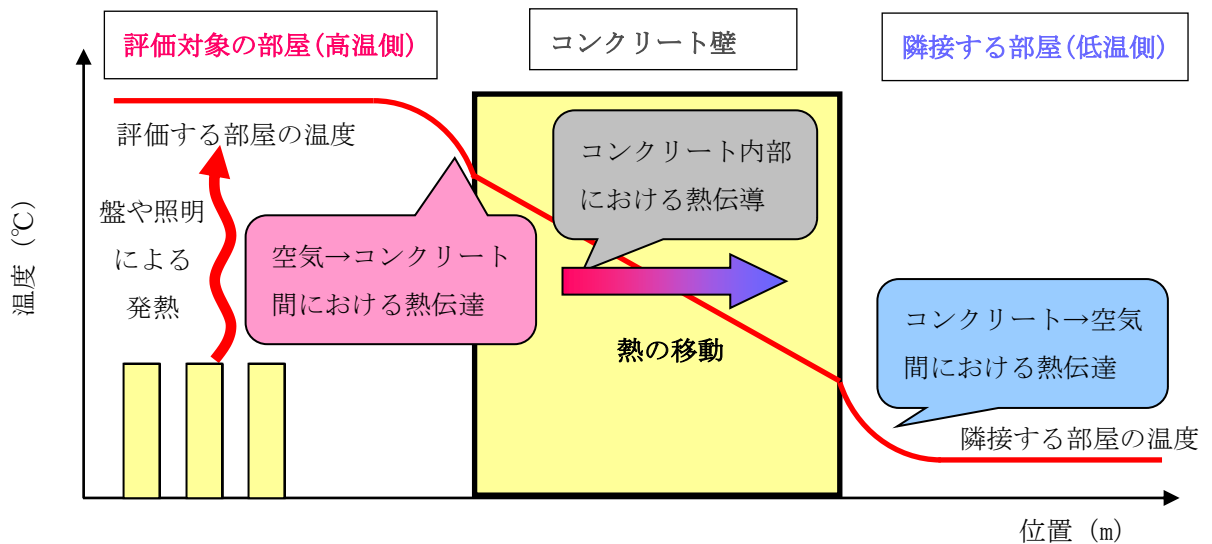 評価対象の部屋(高温側)
コンクリート壁
隣接する部屋(低温側)
評価する部屋の温度
盤や照明
による
発熱
空気→コンクリート
間における熱伝達
コンクリート内部
における熱伝導
熱の移動
コンクリート→空気
間における熱伝達
隣接する部屋の温度
温度 (℃)
位置 (m)